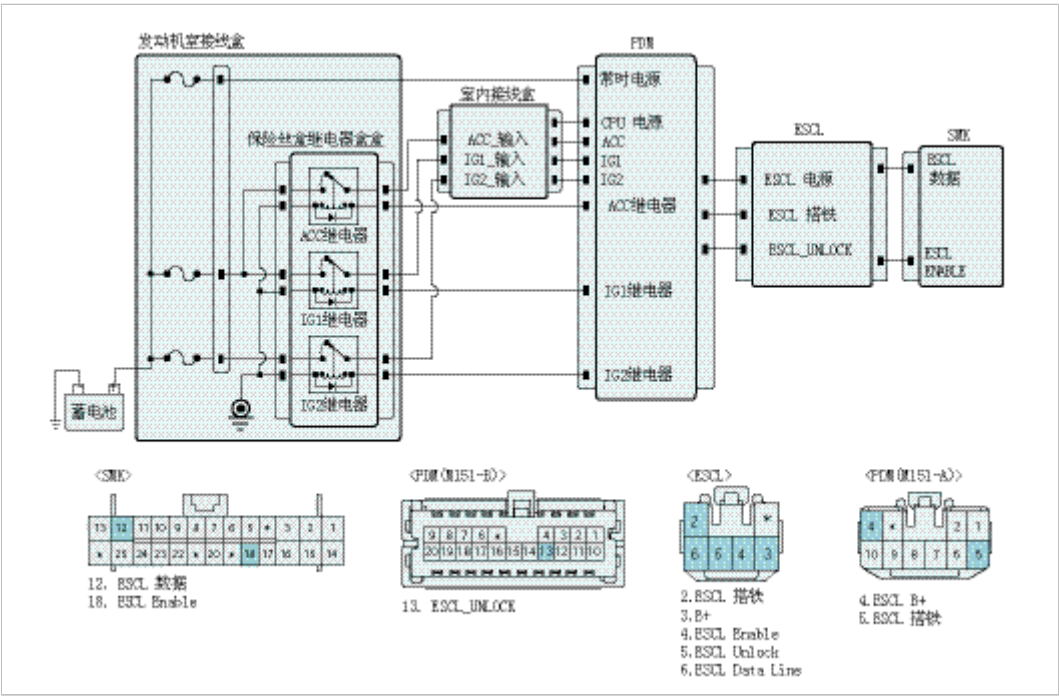 发动机室接线盒
PDM
常时电源
室内接线盒
CPU 电源
ESCL
SMK
保险丝盒继电器盒盒
ACC_输入
ACC
IG1_输入
IG1
ESCL
数据
IG2_输入
IG2
ESCL 电源
ACC继电器
ESCL 搭铁
ACC继电器
ESCL_UNLOCK
ESCL
ENABLE
IG1继电器
IG1继电器
IG2继电器
蓄电池
IG2继电器
<SMK>
<PDM(M151-B)>
<ESCL>
<PDM(M151-A)>
13 12 11 10 9 8 7 6 5 * 3 2 1
* 25 24 23 22 * 20 * 18 17 16 15 14
9 8 7 6 * 4 3 2 1
20 19 18 17 16 15 14 13 12 11 10
2 *
6 5 4 3
4 * 2 1
10 9 8 7 6 5
12. ESCL 数据
18. ESCL Enable
13. ESCL_UNLOCK
2.ESCL 搭铁
3.B+
4.ESCL Enable
5.ESCL Unlock
6.ESCL Data Line
4.ESCL B+
5.ESCL 搭铁